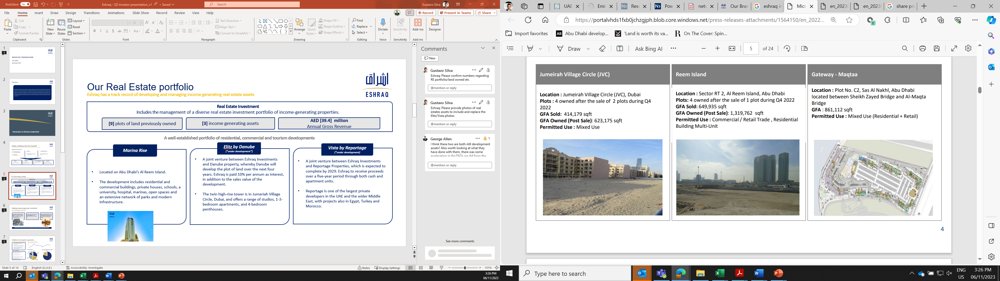 AutoSave
On
Eshraq - Q3 investor presentation_v1
• Saved
Search
Gustavo Silva
File
Home
Insert
Draw
Design
Transitions
Animations
Slide Show
Record
Review
View
Help
Record
Present in Teams
Share
Paste
Cut
Copy
Format Painter
Clipboard
New Slide
Reuse Slides
Layout
Reset
Section
Slides
14
Font
Paragraph
Text Direction
Align Text
Convert to SmartArt
Arrange
Quick Styles
Shape Fill
Shape Outline
Shape Effects
Drawing
Find
Replace
Select
Editing
Dictate
Voice
Sensitivity
Sensitivity
Add-ins
Add-ins
Designer
1
2
3
4
5
6
7
INVESTOR PRESENTATION
Introduction to Eshraq Investments
Our Real Estate portfolio
Eshraq has a track record of developing and managing income generating real estate assets
اشراق
ESHRAQ
Real Estate Investment
Includes the management of a diverse real estate investment portfolio of income-generating properties.
[9] plots of land previously owned
[3] income generating assets
AED [39.4] million
Annual Gross Revenue
A well-established portfolio of residential, commercial and tourism developments
Marina Rise
• Located on Abu Dhabi's Al Reem Island.
• The development includes residential and
commercial buildings, private houses, schools, a
university, hospital, marinas, open spaces and
an extensive network of parks and modern
infrastructure.
Elitz by Danube
(*under development*)
• A joint venture between Eshraq Investments
and Danube property, whereby Danube will
develop the plot of land over the next four
years. Eshraq is paid 10% per annum as interest,
in addition to the sales value of the
development.
• The twin high-rise tower is in Jumeriah Village
Circle, Dubai, and offers a range of studios, 1-3-
bedroom apartments, and 4-bedroom
penthouses.
Vista by Reportage
(*under development)
• A joint venture between Eshraq Investments
and Reportage Properties, which is expected to
complete by 2029. Eshraq to receive proceeds
over a five-year period through both cash and
apartment units.
• Reportage is one of the largest private
developers in the UAE and the wider Middle
East, with projects also in Egypt, Turkey and
Morocco.
Comments
New
Gustavo Silva
Eshraq: Please confirm numbers regarding
RE portfolio/land owned etc
@mention or reply
Gustavo Silva
Eshraq: Please provide photos of real
estates assets to include and replace the
Elitz/Vista photos
@mention or reply
George Allen
1
I think these two are both still development
assets? Also worth looking at what they
have done with them, there was some
explanation in the FAQs we did from the
@mention or reply
See more comments
Slide 5 of 14
English (U.A.E.)
Accessibility: Investigate
Notes
Display Settings
101%
3:26 PM
06/11/2023
UAE
Emi
Resu
Pow
netv
Our Bran
eshraq in
Micr
en_2023
en_2023
share pri
https://portalvhds1fxb0jchzgjph.blob.core.windows.net/press-releases-attachments/1564150/en_2022...
Import favorites
Abu Dhabi develop...
'Land is worth its va...
On The Cover: Spin...
Draw
Ask Bing AI
5
of 24
Jumeirah Village Circle (JVC)
Location : Jumeirah Village Circle (JVC), Dubai
Plots : 4 owned after the sale of 2 plots during Q4
2022
GFA Sold: 414,179 sqft
GFA Owned (Post Sale): 623,175 sqft
Permitted Use : Mixed Use
Reem Island
Location : Sector RT 2, Al Reem Island, Abu Dhabi
Plots: 4 owned after the sale of 1 plot during Q4 2022
GFA Sold: 649,935 sqft
GFA Owned (Post Sale): 1,319,762 sqft
Permitted Use : Commercial / Retail Trade , Residential
Building Multi-Unit
Gateway - Maqtaa
Location : Plot No. C2, Sas Al Nakhl, Abu Dhabi
located between Sheikh Zayed Bridge and Al-Maqta
Bridge
GFA : 861,112 sqft
Permitted Use : Mixed Use (Residential + Retail)
4
Type here to search
ENG
US
3:26 PM
06/11/2023